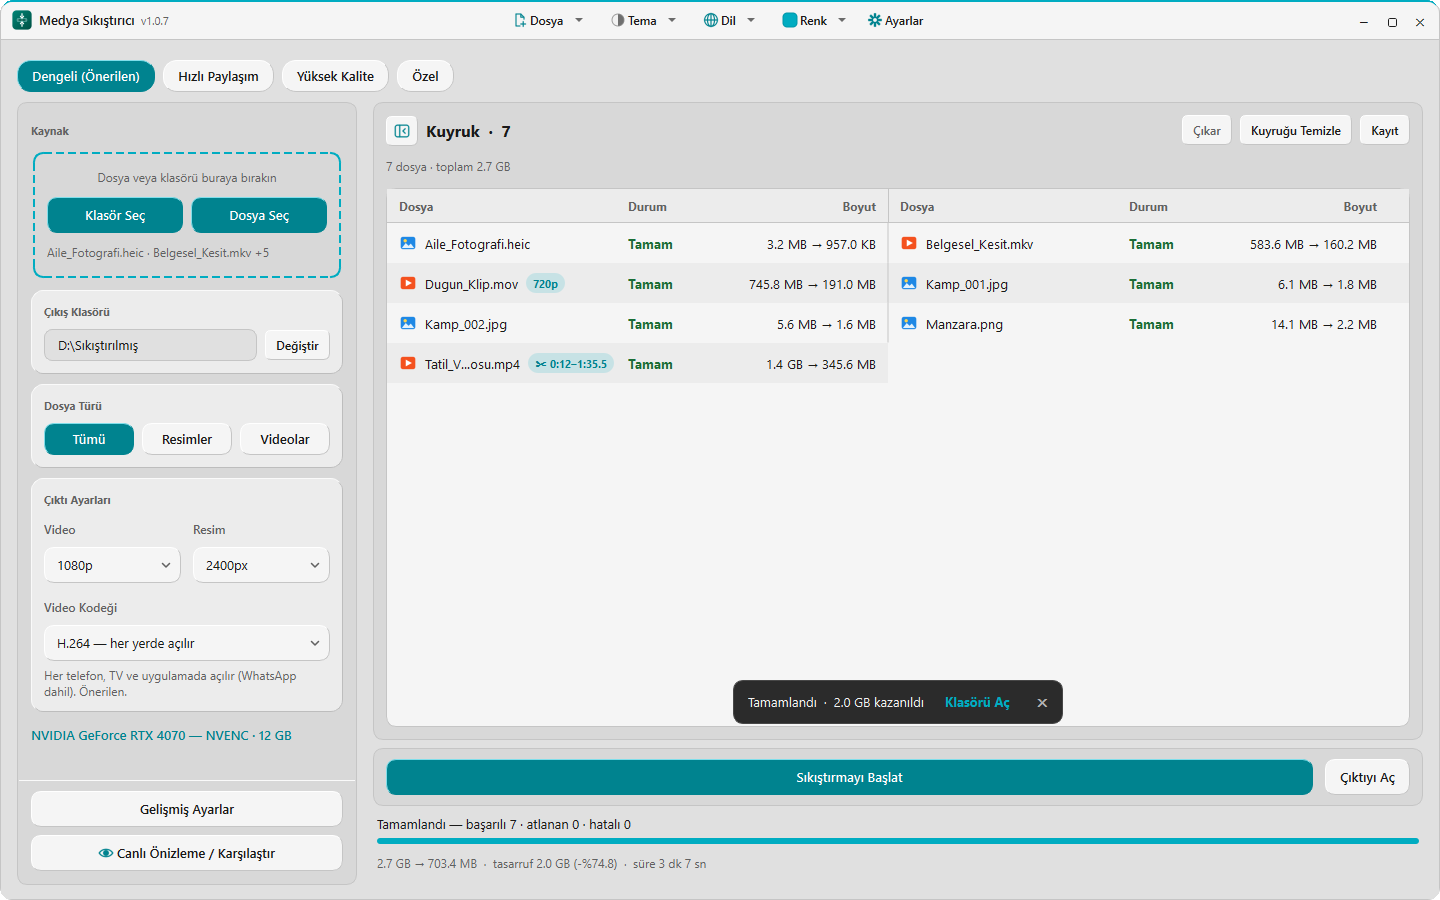 Medya Sıkıştırıcı v1.0.7
Dosya
Tema
Dil
Renk
Ayarlar
Dengeli (Önerilen)
Hızlı Paylaşım
Yüksek Kalite
Özel
Kaynak
Dosya veya klasörü buraya bırakın
Klasör Seç
Dosya Seç
Aile_Fotografi.heic · Belgesel_Kesit.mkv +5
Çıkış Klasörü
D:\Sıkıştırılmış
Değiştir
Dosya Türü
Tümü
Resimler
Videolar
Çıktı Ayarları
Video
Resim
1080p
2400px
Video Kodeği
H.264 — her yerde açılır
Her telefon, TV ve uygulamada açılır (WhatsApp
dahil). Önerilen.
NVIDIA GeForce RTX 4070 — NVENC · 12 GB
Gelişmiş Ayarlar
Canlı Önizleme / Karşılaştır
Kuyruk · 7
Çıkar
Kuyruğu Temizle
Kayıt
7 dosya · toplam 2.7 GB
Dosya Durum Boyut
Aile_Fotografi.heic Tamam 3.2 MB → 957.0 KB
Dugun_Klip.mov 720p Tamam 745.8 MB → 191.0 MB
Kamp_002.jpg Tamam 5.6 MB → 1.6 MB
Tatil_V...osu.mp4 0:12–1:35.5 Tamam 1.4 GB → 345.6 MB
Dosya Durum Boyut
Belgesel_Kesit.mkv Tamam 583.6 MB → 160.2 MB
Kamp_001.jpg Tamam 6.1 MB → 1.8 MB
Manzara.png Tamam 14.1 MB → 2.2 MB
Tamamlandı · 2.0 GB kazanıldı Klasörü Aç
Sıkıştırmayı Başlat
Çıktıyı Aç
Tamamlandı — başarılı 7 · atlanan 0 · hatalı 0
2.7 GB → 703.4 MB · tasarruf 2.0 GB (-%74.8) · süre 3 dk 7 sn